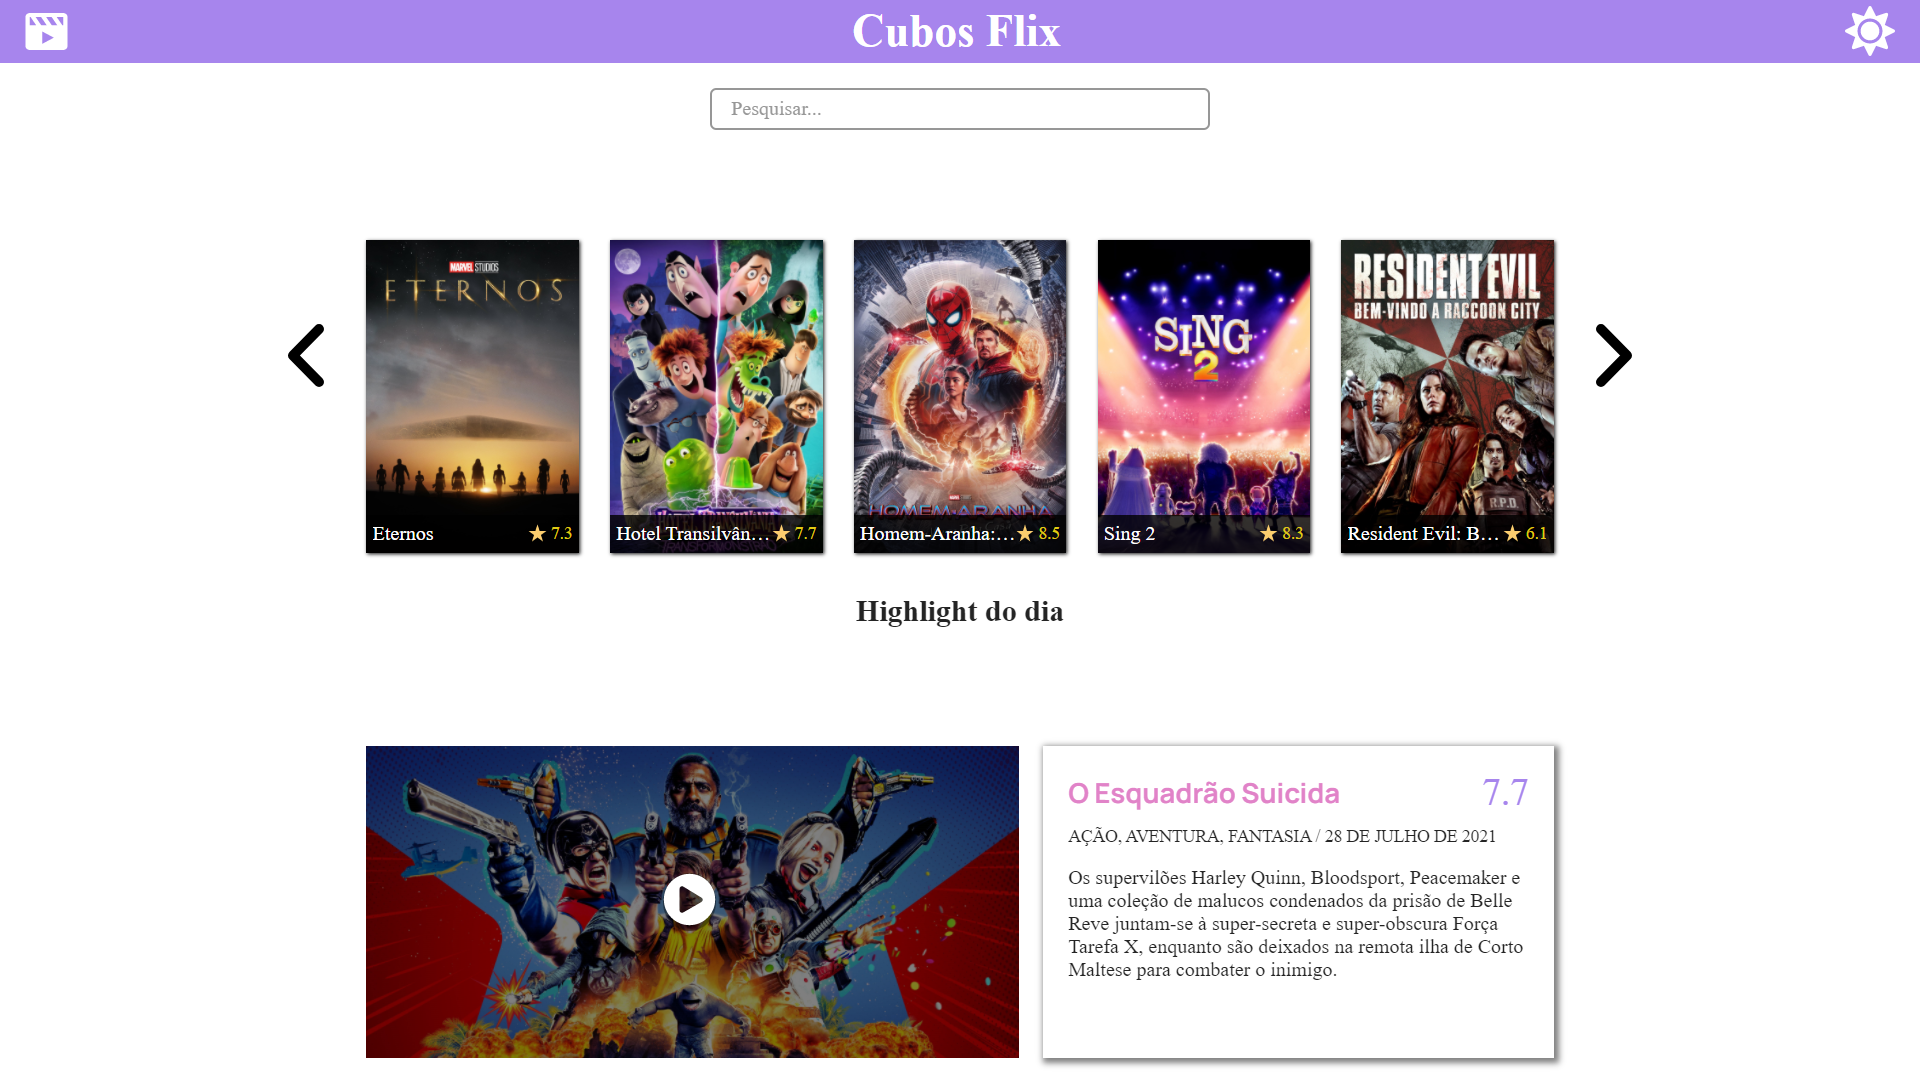 Cubos Flix
Pesquisar...
MARVEL STUDIOS
ETERNOS
Eternos
7.3
Hotel Transilvân...
7.7
HOMEM-ARANHA
Homem-Aranha:...
8.5
SING
2
Sing 2
8.3
RESIDENT EVIL
BEM-VINDO A RACCOON CITY
R.P.D.
Resident Evil: B...
6.1
Highlight do dia
O Esquadrão Suicida
7.7
AÇÃO, AVENTURA, FANTASIA / 28 DE JULHO DE 2021
Os supervilões Harley Quinn, Bloodsport, Peacemaker e
uma coleção de malucos condenados da prisão de Belle
Reve juntam-se à super-secreta e super-obscura Força
Tarefa X, enquanto são deixados na remota ilha de Corto
Maltese para combater o inimigo.